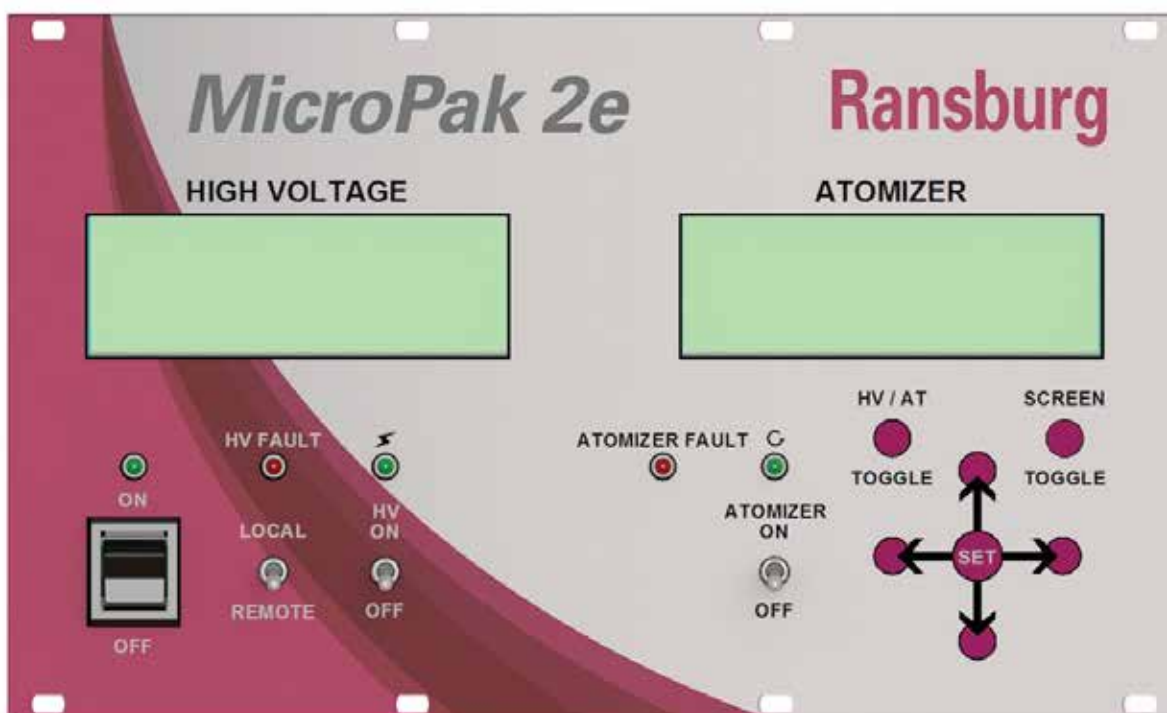 MicroPak 2e
Ransburg
HIGH VOLTAGE
ATOMIZER
HV / AT
SCREEN
HV FAULT
ATOMIZER FAULT
TOGGLE
TOGGLE
ON
LOCAL
HV
ON
ATOMIZER
ON
SET
REMOTE
OFF
OFF
OFF